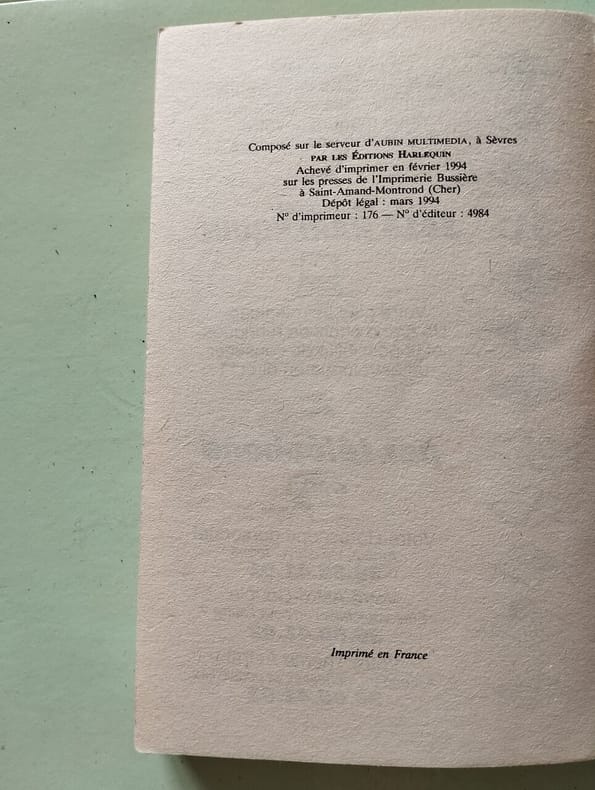 Composé sur le serveur d'AUBIN MULTIMEDIA, à Sèvres
PAR LES ÉDITIONS HARLEQUIN
Achevé d'imprimer en février 1994
sur les presses de l'Imprimerie Bussière
à Saint-Amand-Montrond (Cher)
Dépôt légal : mars 1994
N° d'imprimeur : 176 — N° d'éditeur : 4984
Imprimé en France